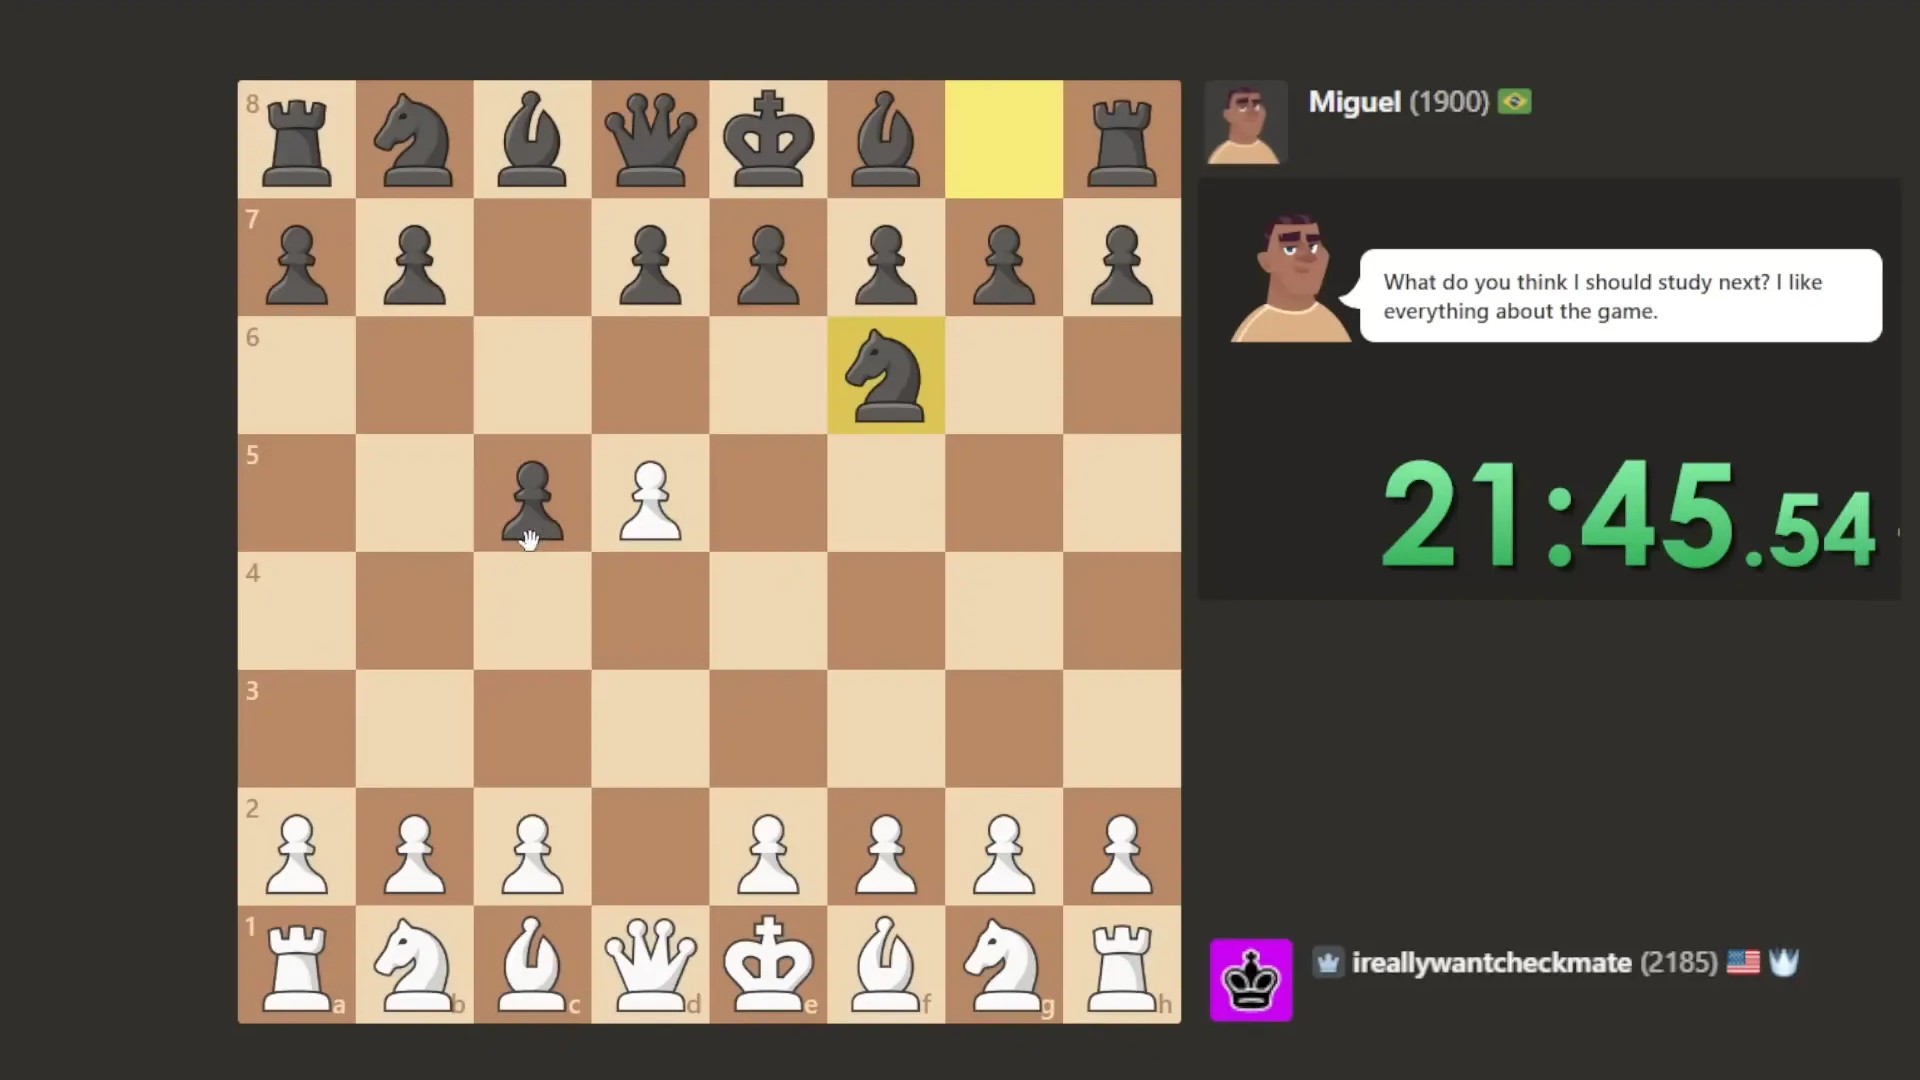 Miguel (1900)
What do you think I should study next? I like
everything about the game.
21:45.54
ireallywantcheckmate (2185)
8
7
6
5
4
3
2
1
a b c d e f g h